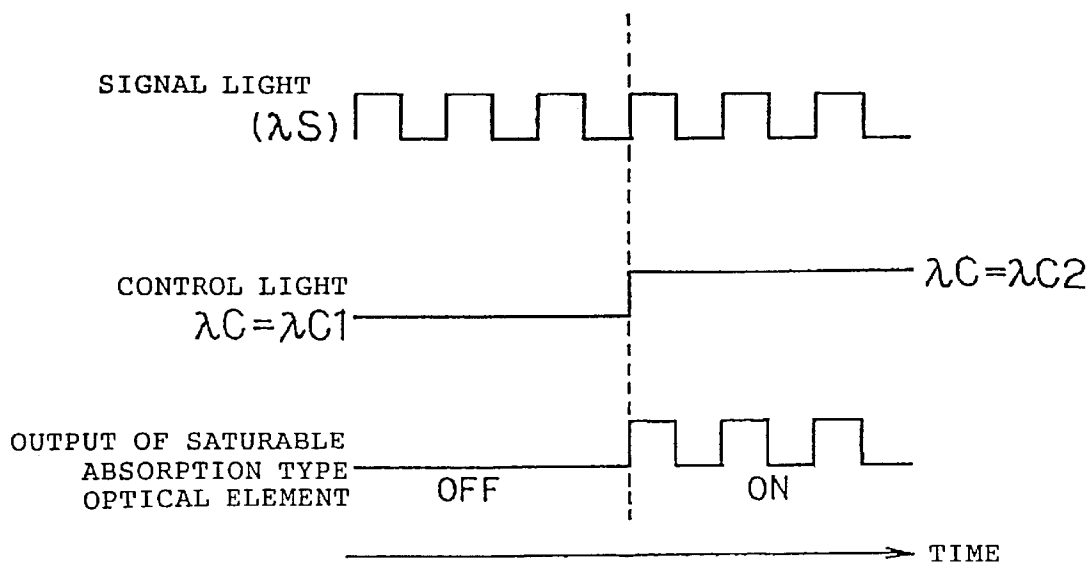 SIGNAL LIGHT
(λS)
CONTROL LIGHT
λC=λC1
λC=λC2
OUTPUT OF SATURABLE
ABSORPTION TYPE
OPTICAL ELEMENT
OFF
ON
TIME